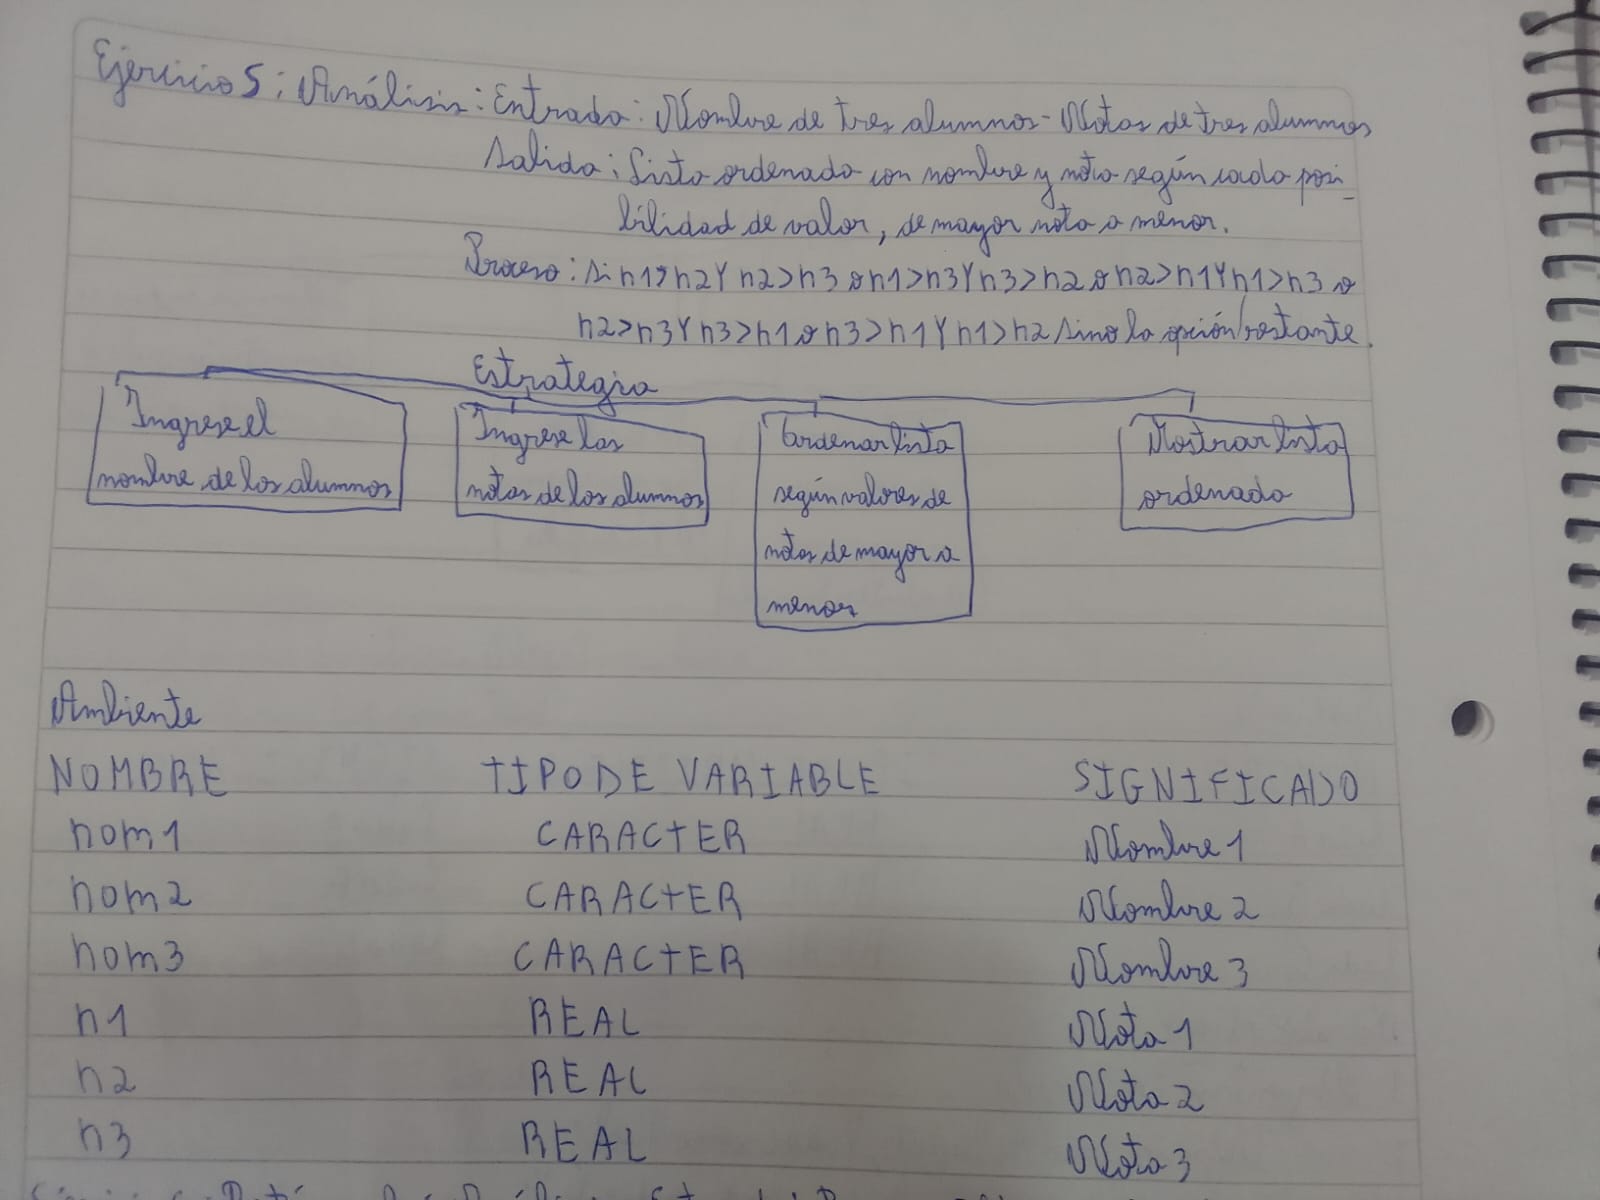 Ejercicio 5: Análisis: Entrada: Nombre de tres alumnos - Notas de tres alumnos
Salida: Lista ordenada con nombre y nota según cada posi-
bilidad de valor, de mayor nota a menor.
Proceso: Si n1>n2 Y n2>n3 o n1>n3 Y n3>n2 o n2>n1 Y n1>n3 o
n2>n3 Y n3>n1 o n3>n1 Y n1>n2 sino la opción restante.
Estrategia
Ingrese el
nombre de los alumnos
Ingrese las
notas de los alumnos
Ordenar lista
según valores de
notas de mayor a
menor
Mostrar lista
ordenada
Ambiente
NOMBRE TIPO DE VARIABLE SIGNIFICADO
nom1 CARACTER Nombre 1
nom2 CARACTER Nombre 2
nom3 CARACTER Nombre 3
n1 REAL Nota 1
n2 REAL Nota 2
n3 REAL Nota 3